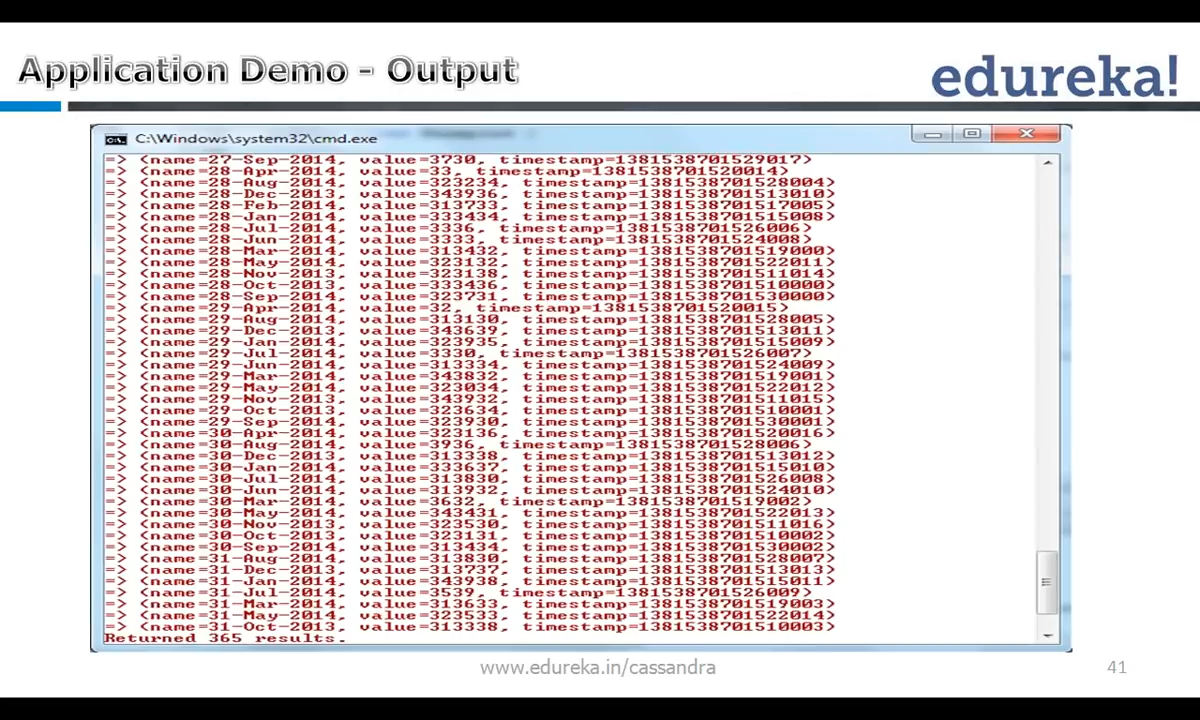 Application Demo - Output
edureka!
C:\Windows\system32\cmd.exe
=> (name=27-Sep-2014, value=3730, timestamp=1381538701529017)
=> (name=28-Apr-2014, value=33, timestamp=1381538701520014)
=> (name=28-Aug-2014, value=323234, timestamp=1381538701528004)
=> (name=28-Dec-2013, value=343936, timestamp=1381538701513010)
=> (name=28-Feb-2014, value=313733, timestamp=1381538701517005)
=> (name=28-Jan-2014, value=333434, timestamp=1381538701515008)
=> (name=28-Jul-2014, value=3336, timestamp=1381538701526006)
=> (name=28-Jun-2014, value=3333, timestamp=1381538701524008)
=> (name=28-Mar-2014, value=313432, timestamp=1381538701519000)
=> (name=28-May-2014, value=323132, timestamp=1381538701522011)
=> (name=28-Nov-2013, value=323138, timestamp=1381538701511014)
=> (name=28-Oct-2013, value=333436, timestamp=1381538701510000)
=> (name=28-Sep-2014, value=323731, timestamp=1381538701530000)
=> (name=29-Apr-2014, value=32, timestamp=1381538701520015)
=> (name=29-Aug-2014, value=313130, timestamp=1381538701528005)
=> (name=29-Dec-2013, value=343639, timestamp=1381538701513011)
=> (name=29-Jan-2014, value=323935, timestamp=1381538701515009)
=> (name=29-Jul-2014, value=3330, timestamp=1381538701526007)
=> (name=29-Jun-2014, value=313334, timestamp=1381538701524009)
=> (name=29-Mar-2014, value=343832, timestamp=1381538701519001)
=> (name=29-May-2014, value=323034, timestamp=1381538701522012)
=> (name=29-Nov-2013, value=343932, timestamp=1381538701511015)
=> (name=29-Oct-2013, value=323634, timestamp=1381538701510001)
=> (name=29-Sep-2014, value=323930, timestamp=1381538701530001)
=> (name=30-Apr-2014, value=323136, timestamp=1381538701520016)
=> (name=30-Aug-2014, value=3936, timestamp=1381538701528006)
=> (name=30-Dec-2013, value=313338, timestamp=1381538701513012)
=> (name=30-Jan-2014, value=333637, timestamp=1381538701515010)
=> (name=30-Jul-2014, value=313830, timestamp=1381538701526008)
=> (name=30-Jun-2014, value=313932, timestamp=1381538701524010)
=> (name=30-Mar-2014, value=3632, timestamp=1381538701519002)
=> (name=30-May-2014, value=343431, timestamp=1381538701522013)
=> (name=30-Nov-2013, value=323530, timestamp=1381538701511016)
=> (name=30-Oct-2013, value=323131, timestamp=1381538701510002)
=> (name=30-Sep-2014, value=313434, timestamp=1381538701530002)
=> (name=31-Aug-2014, value=313830, timestamp=1381538701528007)
=> (name=31-Dec-2013, value=313737, timestamp=1381538701513013)
=> (name=31-Jan-2014, value=343938, timestamp=1381538701515011)
=> (name=31-Jul-2014, value=3539, timestamp=1381538701526009)
=> (name=31-Mar-2014, value=313633, timestamp=1381538701519003)
=> (name=31-May-2014, value=323533, timestamp=1381538701522014)
=> (name=31-Oct-2013, value=313338, timestamp=1381538701510003)
Returned 365 results.
www.edureka.in/cassandra
41